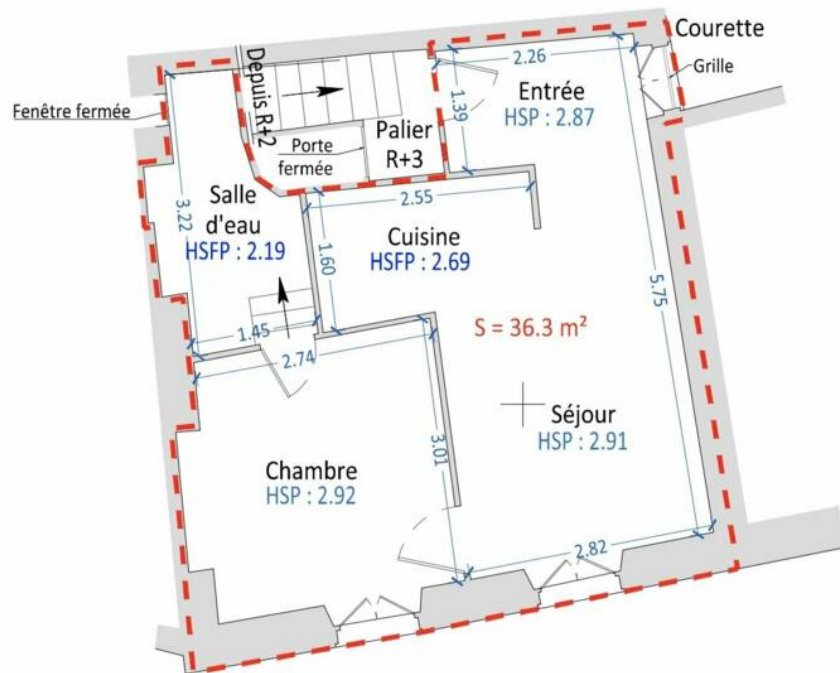 Courette
Grille
2.26
Entrée
HSP : 2.87
1.39
Depuis R+2
Fenêtre fermée
Palier
R+3
Porte
fermée
Salle
d'eau
HSFP : 2.19
3.22
2.55
Cuisine
HSFP : 2.69
1.60
5.75
1.45
2.74
S = 36.3 m²
Séjour
HSP : 2.91
3.01
Chambre
HSP : 2.92
2.82